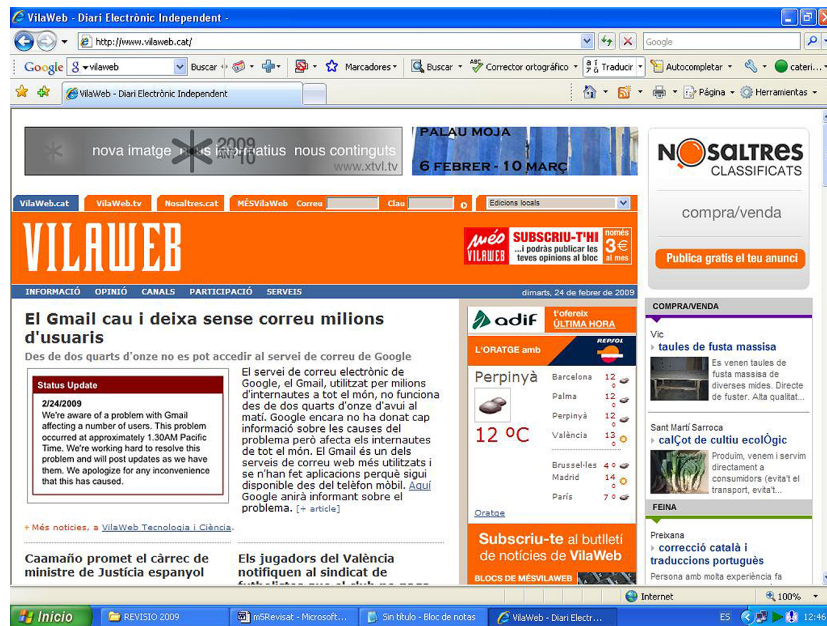 VilaWeb - Diari Electrònic Independent -
http://www.vilaweb.cat/
Google
Google vilaweb Buscar Marcadores Buscar Corrector ortográfico Traducir Autocompletar cateri...
VilaWeb - Diari Electrònic Independent
Página Herramientas
nova imatge nous informatius nous continguts
2009
www.xtvl.tv
PALAU MOJA
6 FEBRER - 10 MARÇ
NOSALTRES
CLASSIFICATS
compra/venda
Publica gratis el teu anunci
VilaWeb.cat VilaWeb.tv Nosaltres.cat MÉSVilaWeb Correu Clau Edicions locals
VILAWEB
més
VILAWEB
SUBSCRIU-T'HI
...i podràs publicar les
teves opinions al bloc
només
3€
al mes
INFORMACIÓ OPINIÓ CANALS PARTICIPACIÓ SERVEIS
dimarts, 24 de febrer de 2009
El Gmail cau i deixa sense correu milions
d'usuaris
Des de dos quarts d'onze no es pot accedir al servei de correu de Google
Status Update
2/24/2009
We're aware of a problem with Gmail
affecting a number of users. This problem
occurred at approximately 1.30AM Pacific
Time. We're working hard to resolve this
problem and will post updates as we have
them. We apologize for any inconvenience
that this has caused.
El servei de correu electrònic de
Google, el Gmail, utilitzat per milions
d'internautes a tot el món, no funciona
des de dos quarts d'onze d'avui al
matí. Google encara no ha donat cap
informació sobre les causes del
problema però afecta els internautes
de tot el món. El Gmail és un dels
serveis de correu web més utilitzats i
se n'han fet aplicacions perquè sigui
disponible des del telèfon mòbil. Aquí
Google anirà informant sobre el
problema. [+ article]
+ Més notícies, a VilaWeb Tecnologia i Ciència.
Caamaño promet el càrrec de
ministre de Justícia espanyol
Els jugadors del València
notifiquen al sindicat de
adif
t'ofereix
ÚLTIMA HORA
L'ORATGE amb
REPSOL
Perpinyà
12 ºC
Barcelona 12 º
Palma 12 º
Perpinyà 12 º
València 13 º
Brussel·les 4 º
Madrid 14 º
París 7 º
Oratge
Subscriu-te al butlletí
de notícies de VilaWeb
BLOCS DE MÉSVILAWEB
COMPRA/VENDA
Vic
taules de fusta massisa
Es venen taules de
fusta massisa de
diverses mides. Directe
de fuster. Alta qualitat...
Sant Martí Sarroca
calÇot de cultiu ecolÒgic
Produïm, venem i servim
directament a
consumidors (evita't el
transport, evita't...
FEINA
Preixana
correcció català i
traduccions portuguès
Persona amb molta experiència fa
Internet 100%
Inicio REVISIO 2009 m5Revisat - Microsoft... Sin título - Bloc de notas VilaWeb - Diari Electr... ES 12:46